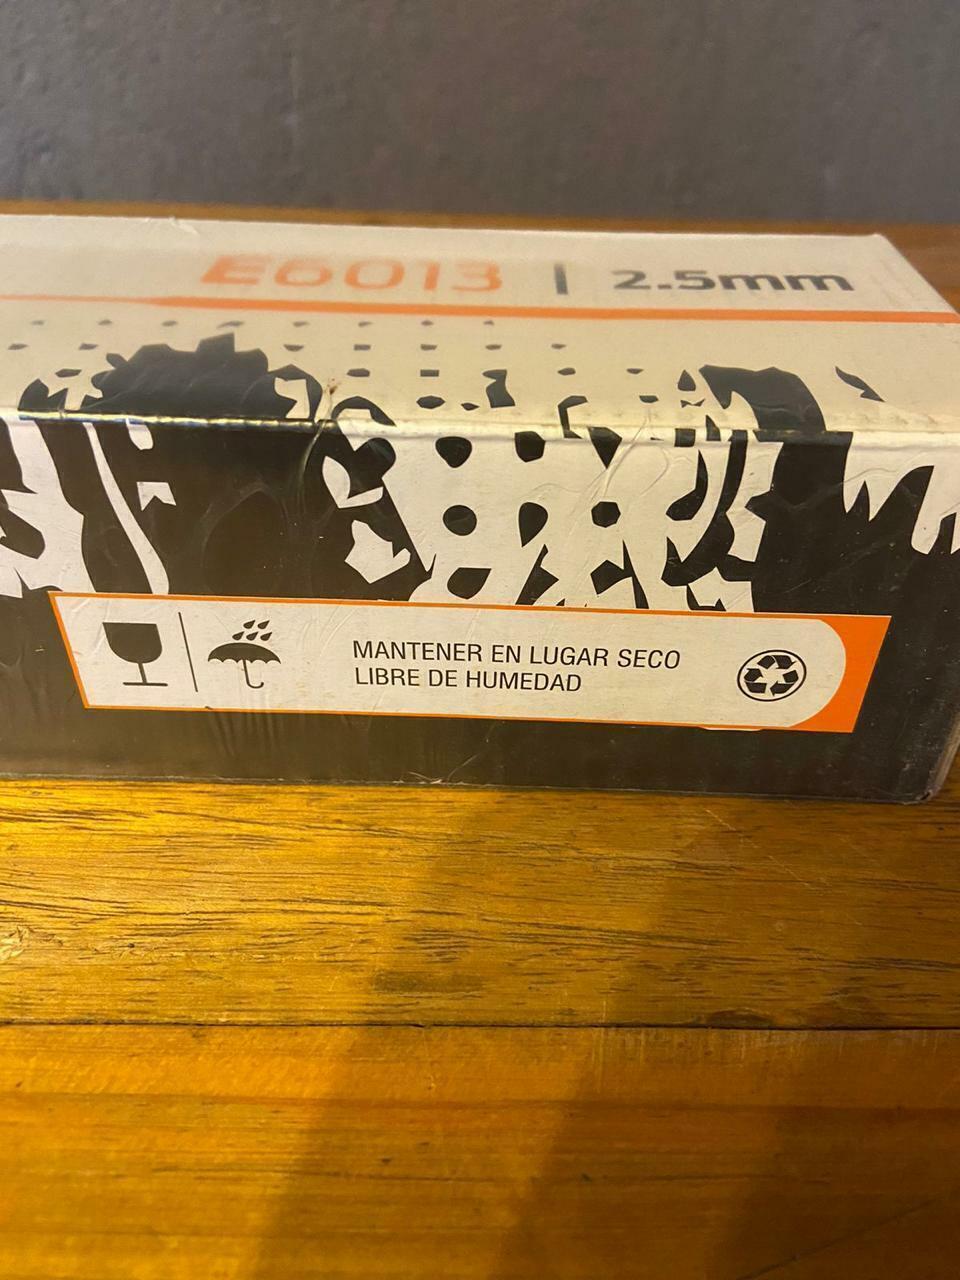 E6013 | 2.5mm
MANTENER EN LUGAR SECO
LIBRE DE HUMEDAD